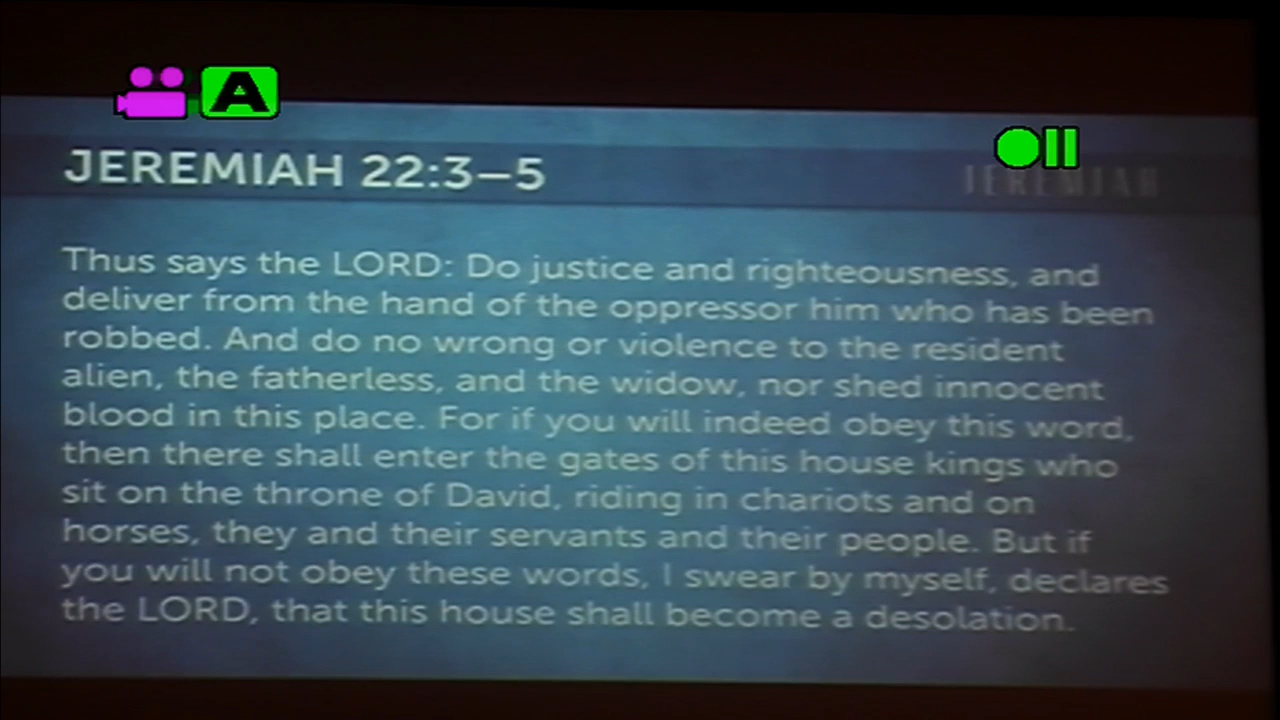 A
JEREMIAH 22:3–5
JEREMIAH
Thus says the LORD: Do justice and righteousness, and
deliver from the hand of the oppressor him who has been
robbed. And do no wrong or violence to the resident
alien, the fatherless, and the widow, nor shed innocent
blood in this place. For if you will indeed obey this word,
then there shall enter the gates of this house kings who
sit on the throne of David, riding in chariots and on
horses, they and their servants and their people. But if
you will not obey these words, I swear by myself, declares
the LORD, that this house shall become a desolation.